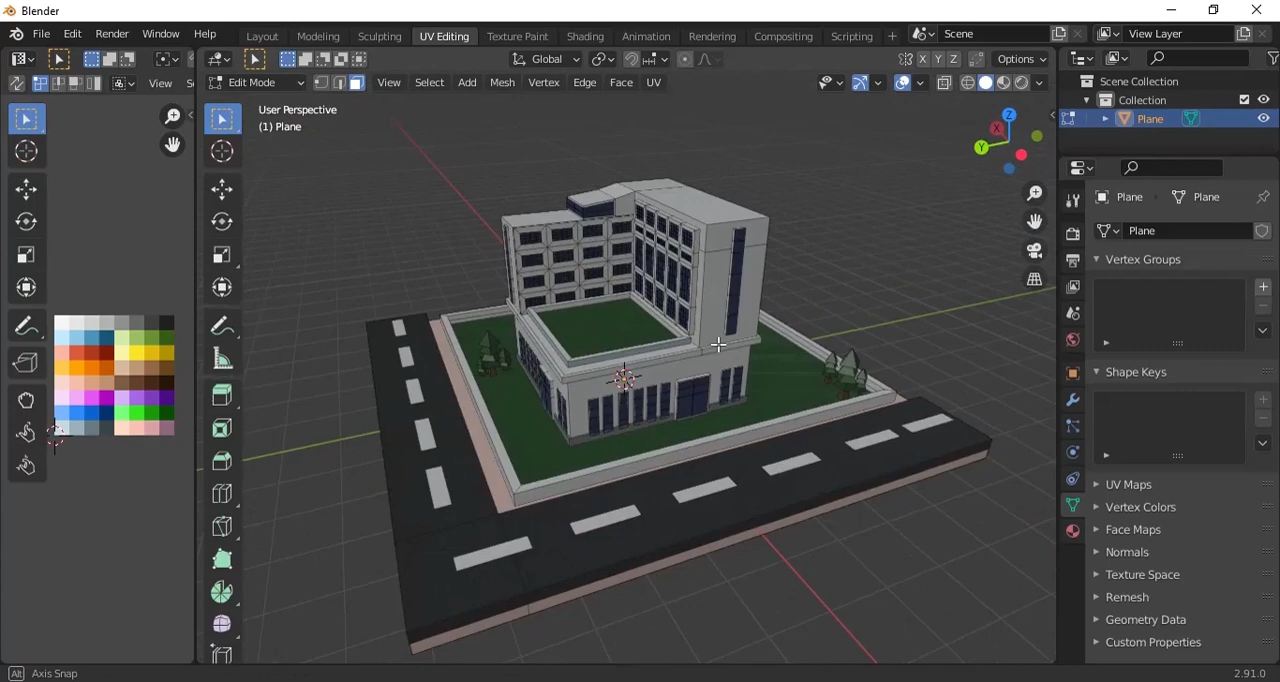 Blender
File Edit Render Window Help Layout Modeling Sculpting UV Editing Texture Paint Shading Animation Rendering Compositing Scripting Scene View Layer
Global Options
View Edit Mode View Select Add Mesh Vertex Edge Face UV
User Perspective
(1) Plane
Scene Collection
Collection
Plane
Plane Plane
Plane
Vertex Groups
Shape Keys
UV Maps
Vertex Colors
Face Maps
Normals
Texture Space
Remesh
Geometry Data
Custom Properties
X Y Z
Z
X
Y
Alt Axis Snap 2.91.0